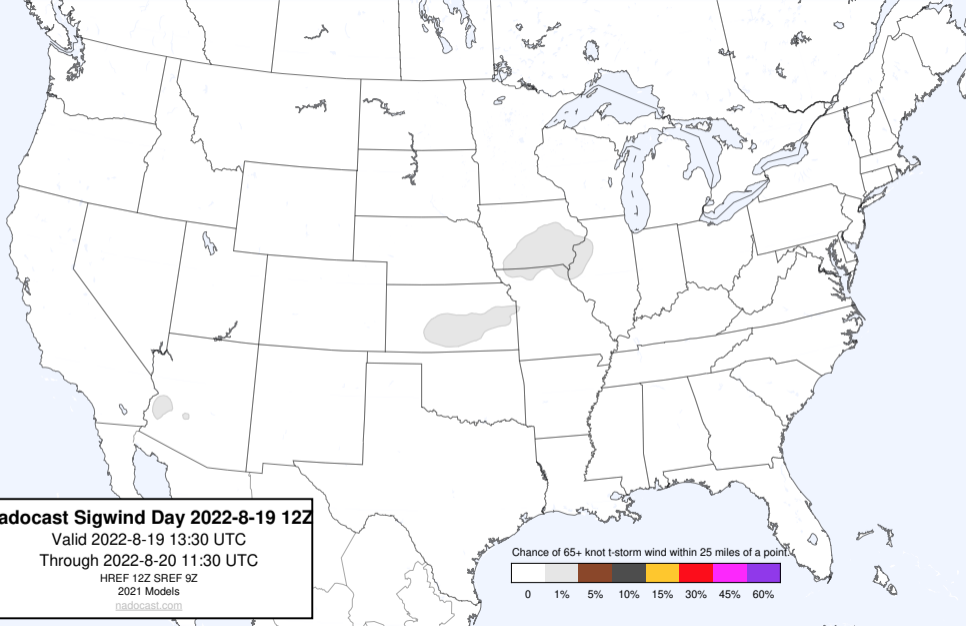 adocast Sigwind Day 2022-8-19 12Z
Valid 2022-8-19 13:30 UTC
Through 2022-8-20 11:30 UTC
HREF 12Z SREF 9Z
2021 Models
nadocast.com
Chance of 65+ knot t-storm wind within 25 miles of a point.
0 1% 5% 10% 15% 30% 45% 60%